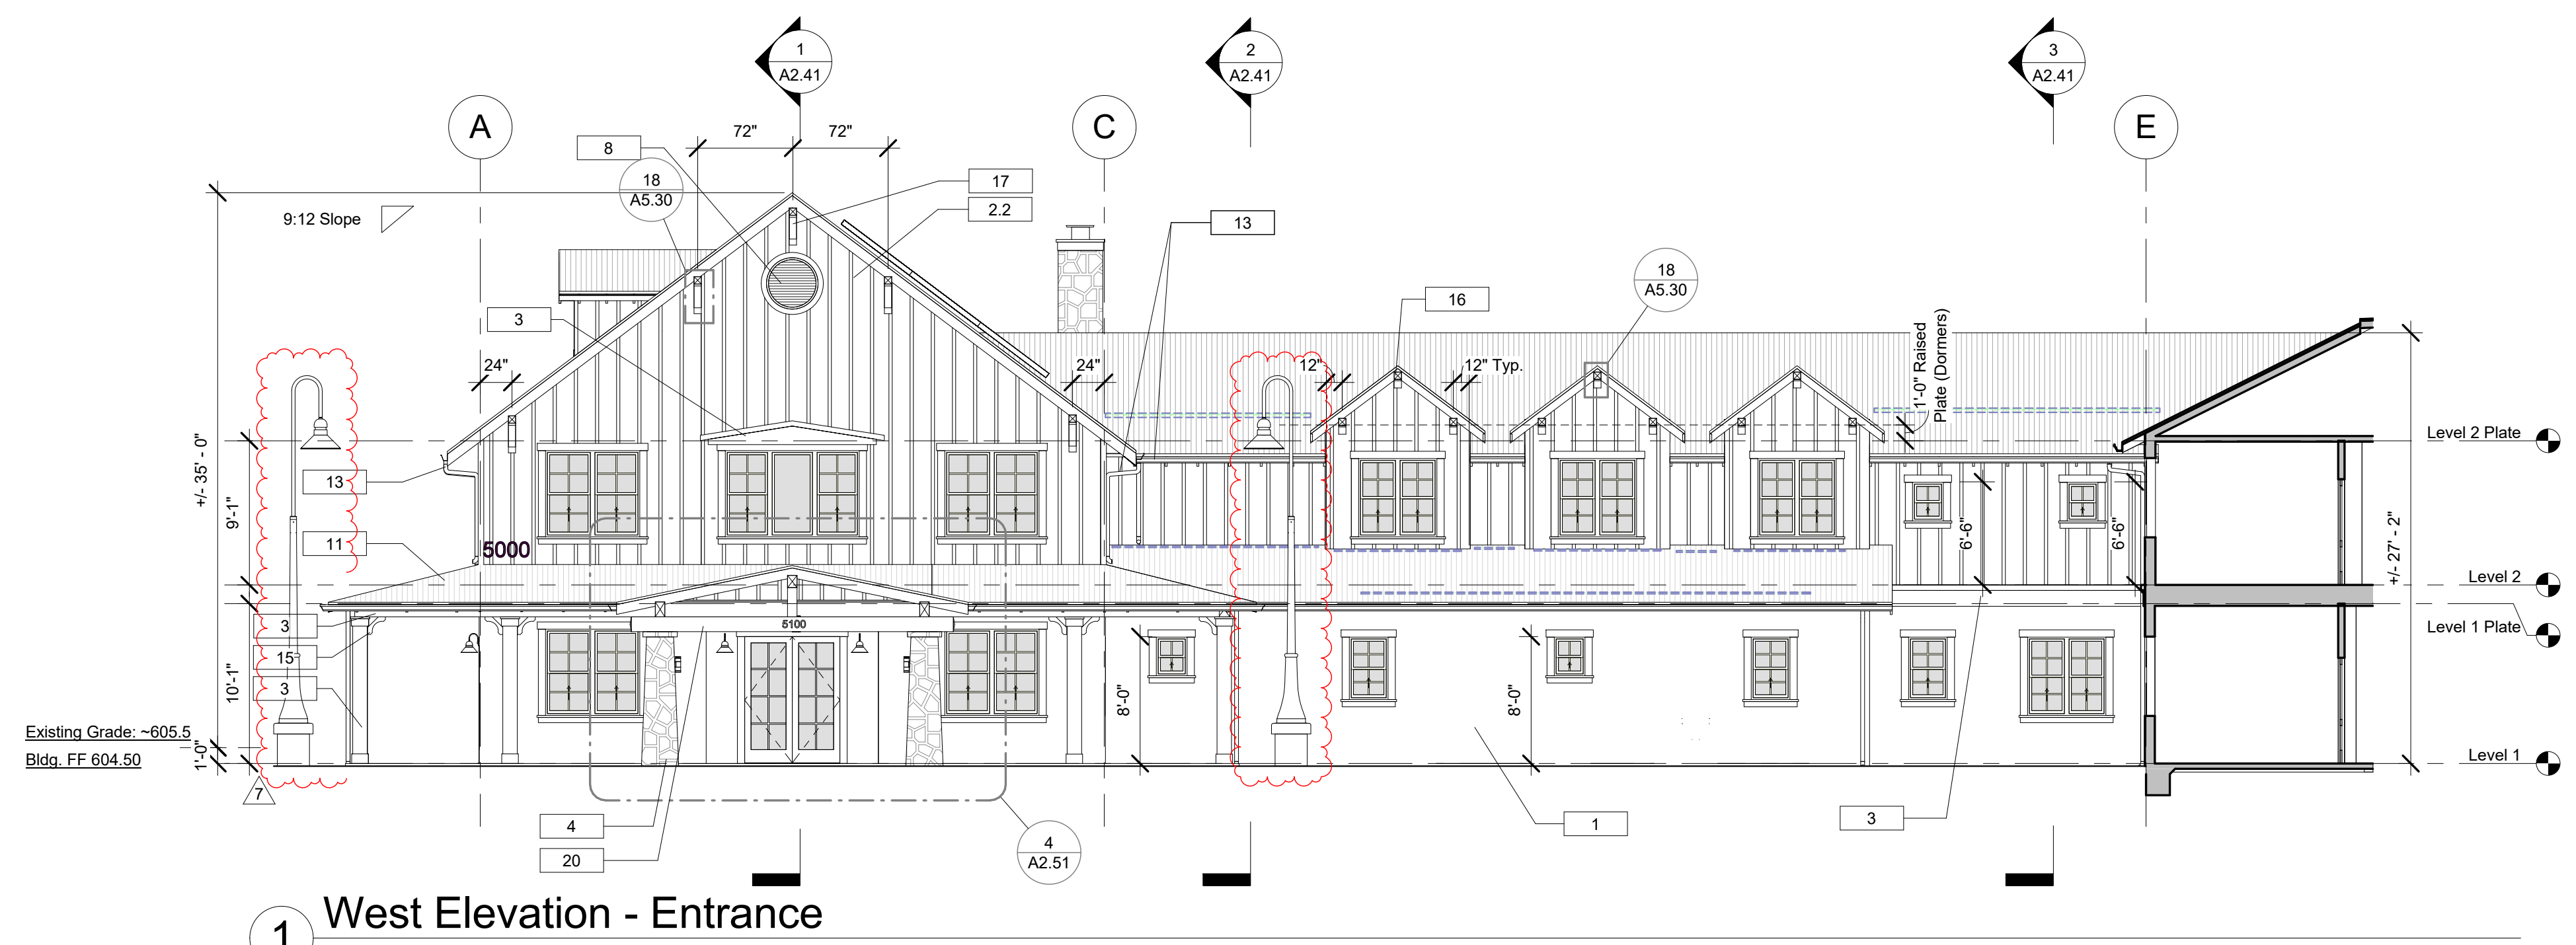 1
A2.41
2
A2.41
3
A2.41
A
C
E
72"
72"
8
18
A5.30
17
2.2
13
9:12 Slope
18
A5.30
16
3
24"
24"
12"
12" Typ.
1'-0" Raised
Plate (Dormers)
+/- 35' - 0"
9'-1"
13
11
5000
6'-6"
6'-6"
+/- 27' - 2"
Level 2 Plate
Level 2
Level 1 Plate
Level 1
3
15
3
10'-1"
5100
8'-0"
8'-0"
Existing Grade: ~605.5
Bldg. FF 604.50
1'-0"
7
4
20
4
A2.51
1
3
1
West Elevation - Entrance